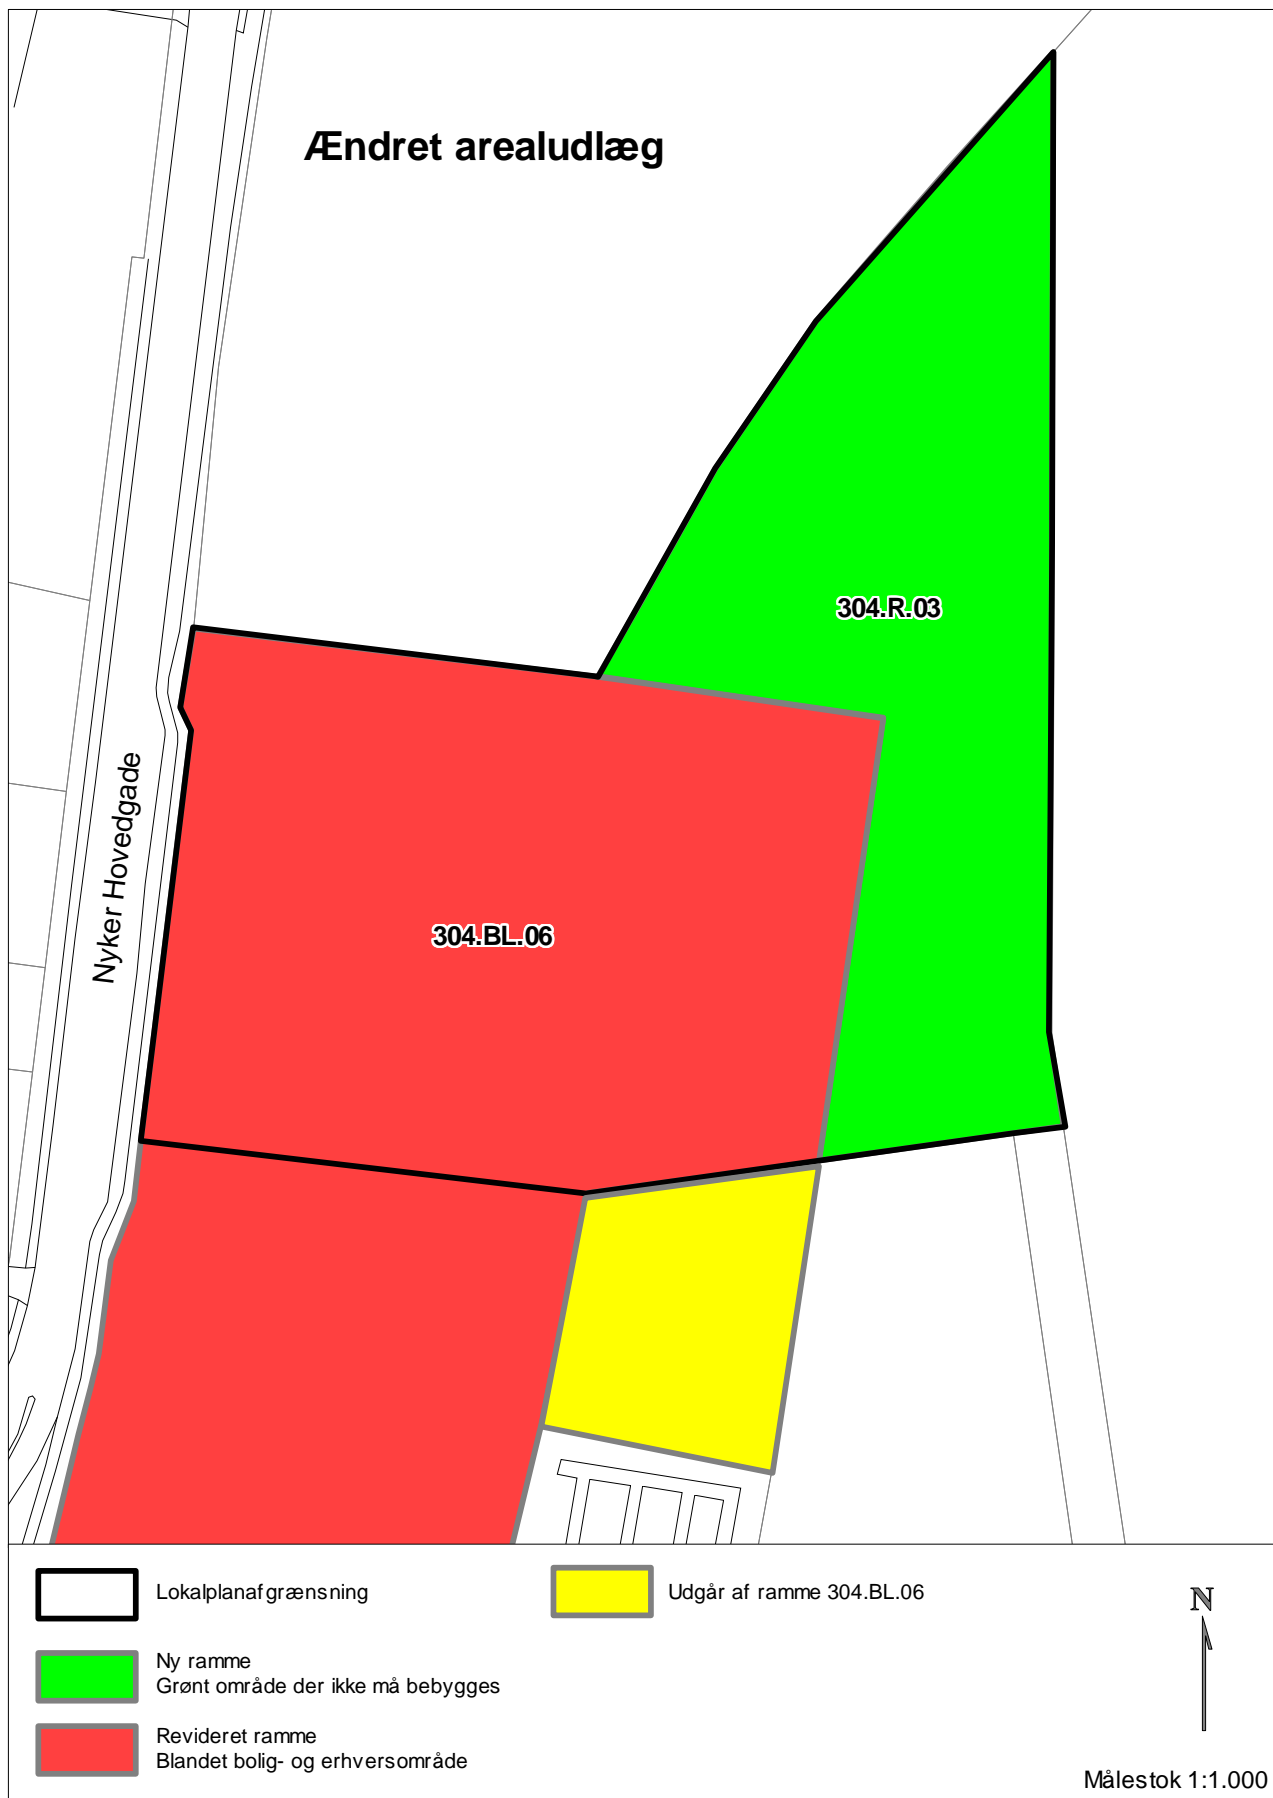 Ændret arealudlæg
304.R.03
Nyker Hovedgade
304.BL.06
Lokalplanafgrænsning
Udgår af ramme 304.BL.06
Ny ramme
Grønt område der ikke må bebygges
Revideret ramme
Blandet bolig- og erhversområde
N
Målestok 1:1.000